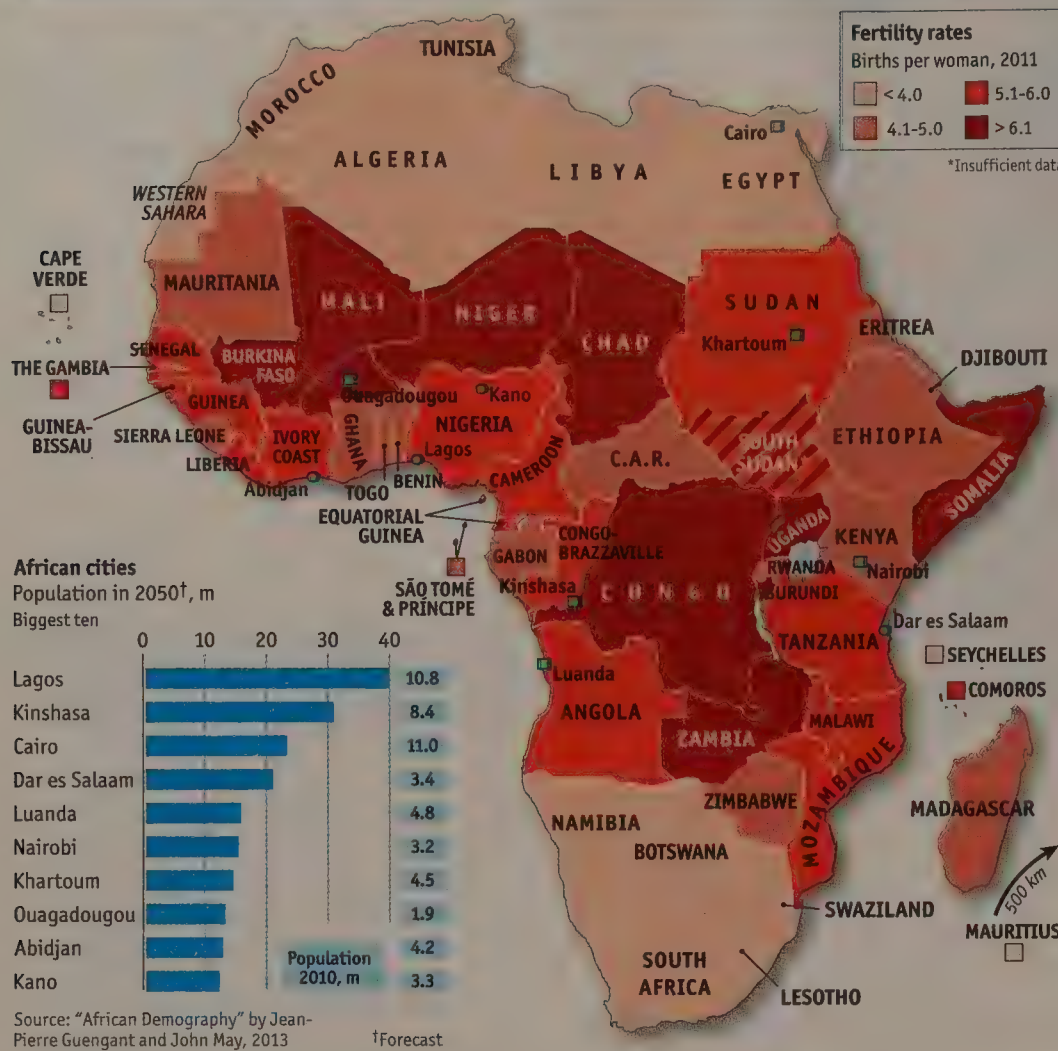 Fertility rates
Births per woman, 2011
<4.0
5.1-6.0
4.1-5.0
>6.1
*Insufficient data
TUNISIA
MOROCCO
ALGERIA
LIBYA
Cairo
EGYPT
WESTERN
SAHARA
CAPE
VERDE
MAURITANIA
MALI
NIGER
CHAD
SUDAN
Khartoum
ERITREA
DJIBOUTI
SENEGAL
THE GAMBIA
BURKINA
FASO
Ouagadougou
Kano
GUINEA-
BISSAU
GUINEA
NIGERIA
SIERRA LEONE
IVORY
COAST
GHANA
LIBERIA
Lagos
Abidjan
TOGO
BENIN
CAMEROON
C.A.R.
SOUTH
SUDAN
ETHIOPIA
SOMALIA
EQUATORIAL
GUINEA
UGANDA
KENYA
GABON
CONGO-
BRAZZAVILLE
CONGO
RWANDA
BURUNDI
Nairobi
SÃO TOMÉ
& PRÍNCIPE
Kinshasa
TANZANIA
Dar es Salaam
SEYCHELLES
COMOROS
Luanda
ANGOLA
ZAMBIA
MALAWI
MOZAMBIQUE
ZIMBABWE
NAMIBIA
BOTSWANA
MADAGASCAR
500 km
MAURITIUS
SWAZILAND
SOUTH
AFRICA
LESOTHO
African cities
Population in 2050†, m
Biggest ten
0 10 20 30 40
Lagos 10.8
Kinshasa 8.4
Cairo 11.0
Dar es Salaam 3.4
Luanda 4.8
Nairobi 3.2
Khartoum 4.5
Ouagadougou 1.9
Abidjan 4.2
Kano 3.3
Population
2010, m
Source: "African Demography" by Jean-
Pierre Guengant and John May, 2013
†Forecast